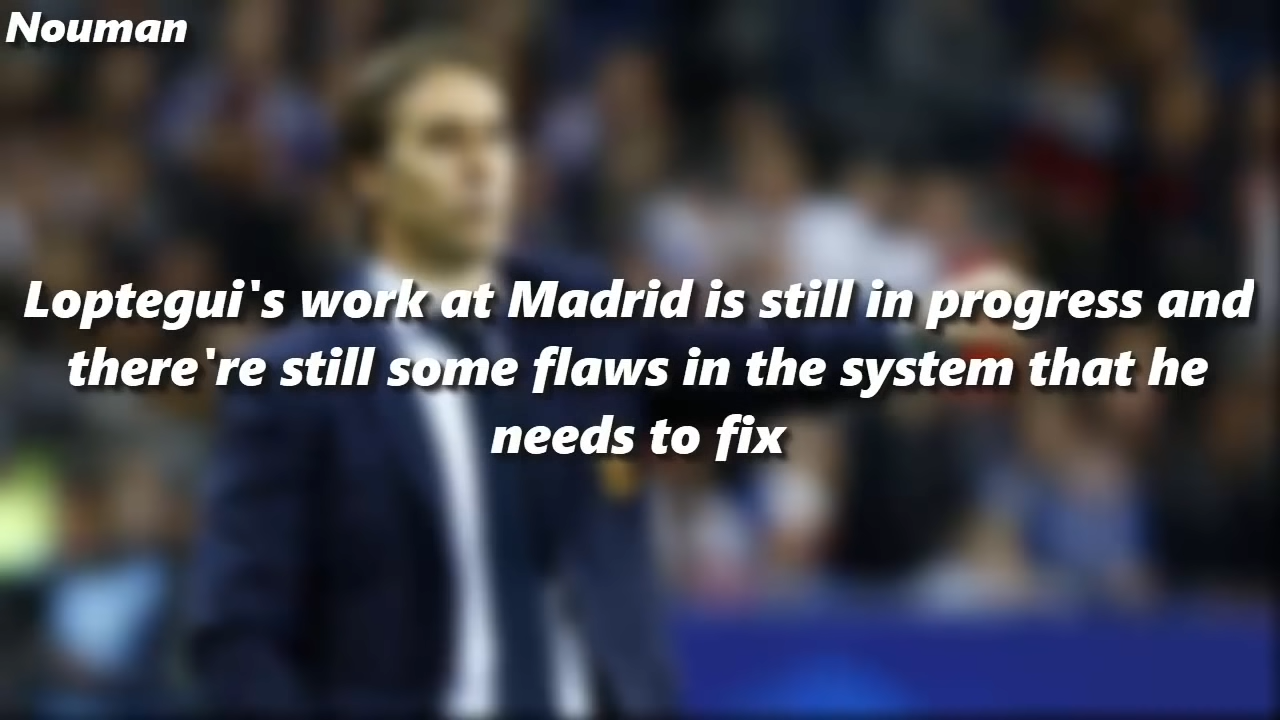 Nouman
Loptegui's work at Madrid is still in progress and
there're still some flaws in the system that he
needs to fix